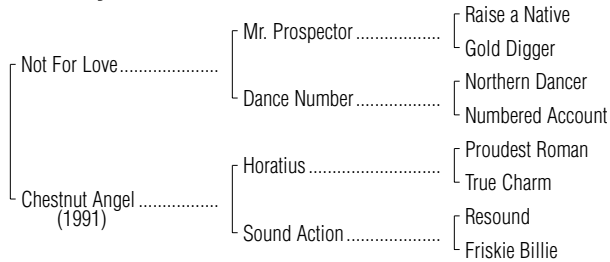 Raise a Native
Mr. Prospector ..................
Gold Digger
Not For Love.....................
Northern Dancer
Dance Number ..................
Numbered Account
Proudest Roman
Horatius ............................
True Charm
Chestnut Angel .................
(1991)
Resound
Sound Action ....................
Friskie Billie